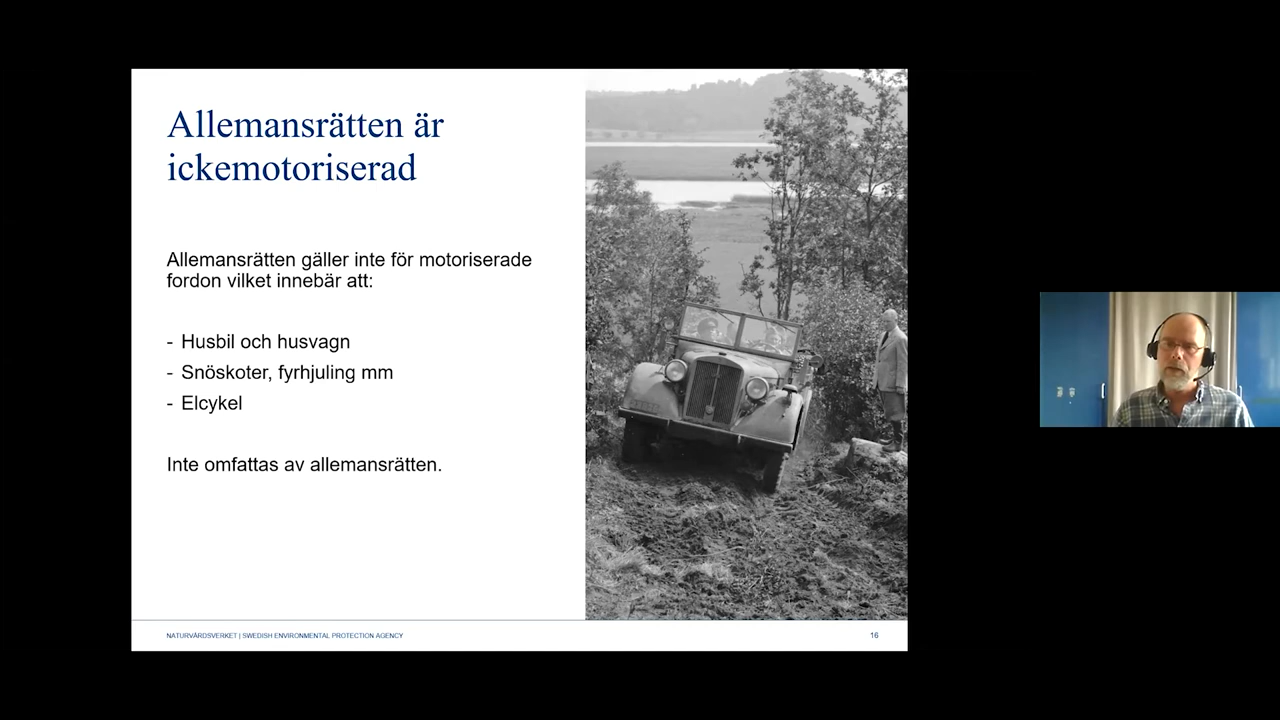 Allemansrätten är
ickemotoriserad
Allemansrätten gäller inte för motoriserade
fordon vilket innebär att:
- Husbil och husvagn
- Snöskoter, fyrhjuling mm
- Elcykel
Inte omfattas av allemansrätten.
NATURVÅRDSVERKET | SWEDISH ENVIRONMENTAL PROTECTION AGENCY
16